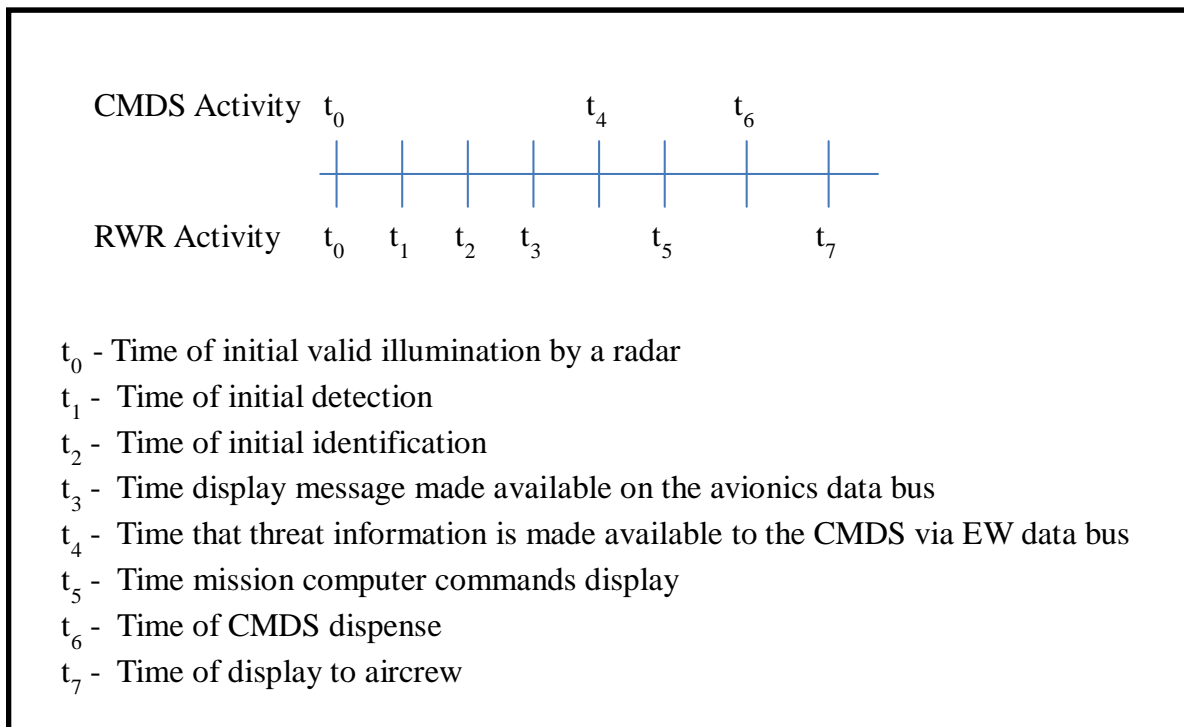 CMDS Activity t0 t4 t6
RWR Activity t0 t1 t2 t3 t5 t7
t0 - Time of initial valid illumination by a radar
t1 - Time of initial detection
t2 - Time of initial identification
t3 - Time display message made available on the avionics data bus
t4 - Time that threat information is made available to the CMDS via EW data bus
t5 - Time mission computer commands display
t6 - Time of CMDS dispense
t7 - Time of display to aircrew